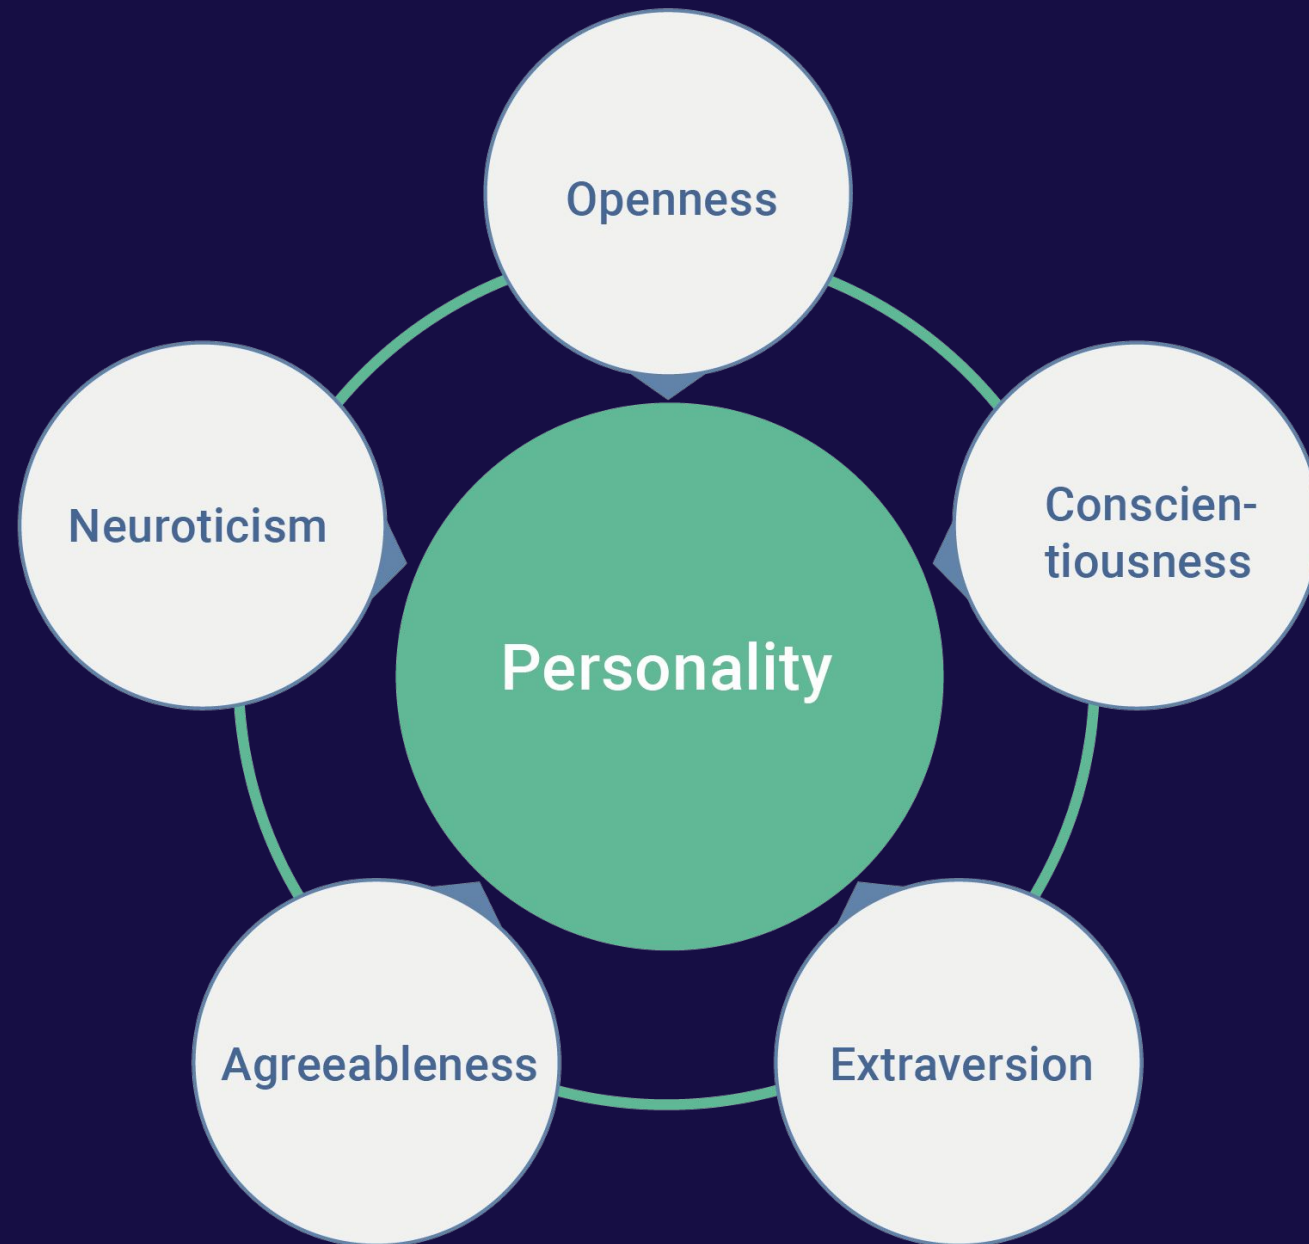 Openness
Conscien-
tiousness
Extraversion
Agreeableness
Neuroticism
Personality